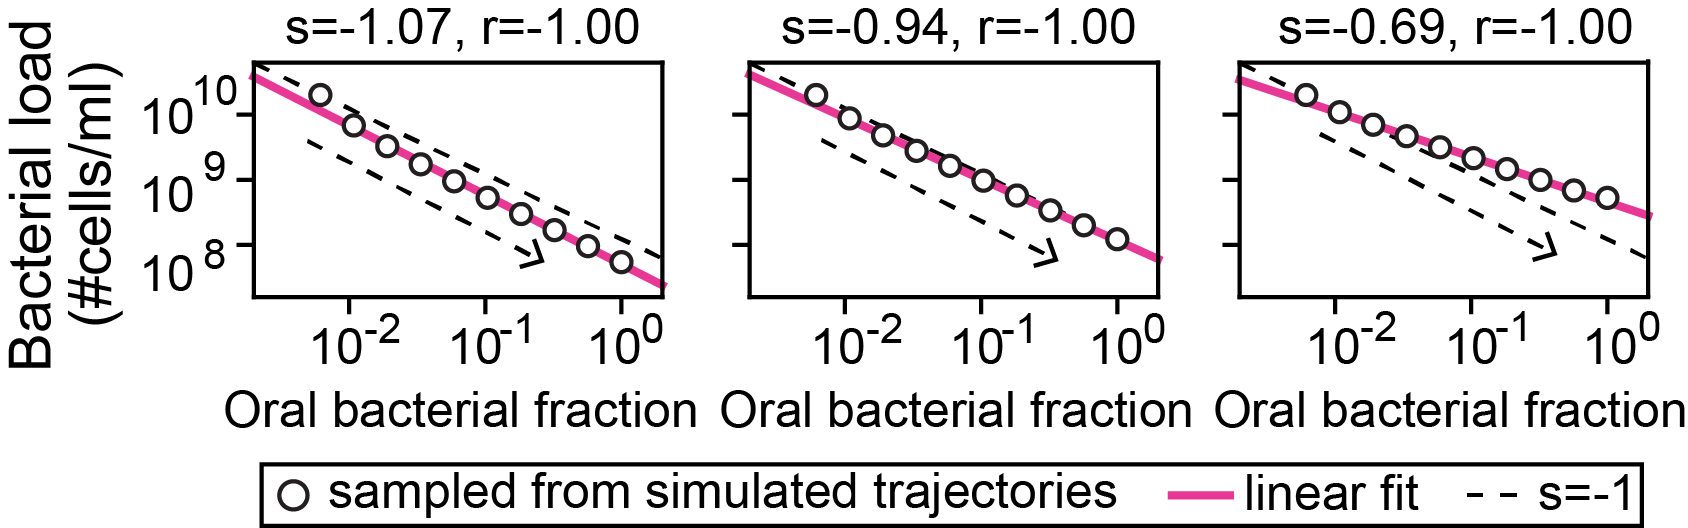 s=-1.07, r=-1.00
s=-0.94, r=-1.00
s=-0.69, r=-1.00
Bacterial load
(#cells/ml)
10^10
10^9
10^8
10^-2 10^-1 10^0
10^-2 10^-1 10^0
10^-2 10^-1 10^0
Oral bacterial fraction
Oral bacterial fraction
Oral bacterial fraction
sampled from simulated trajectories
linear fit
s=-1